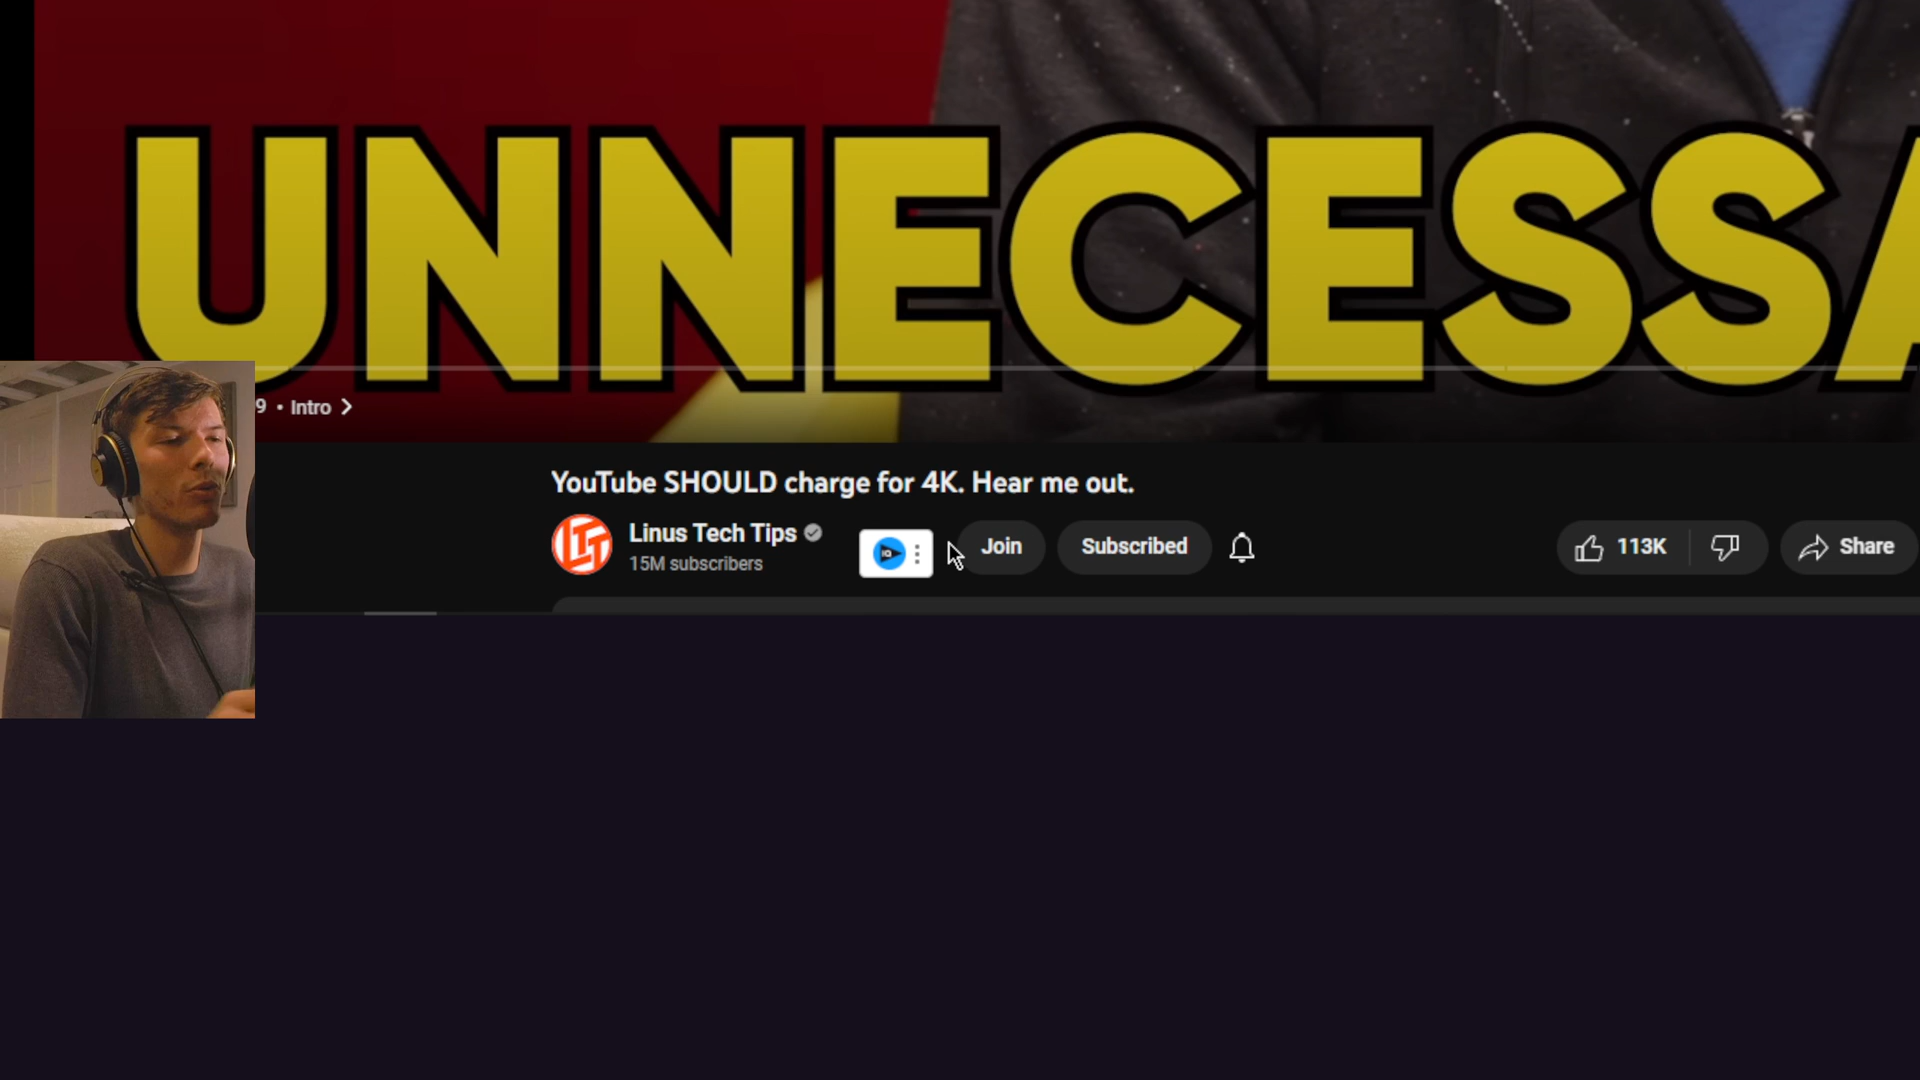 UNNECESSA
9 • Intro
YouTube SHOULD charge for 4K. Hear me out.
Linus Tech Tips
15M subscribers
iQ
Join
Subscribed
113K
Share